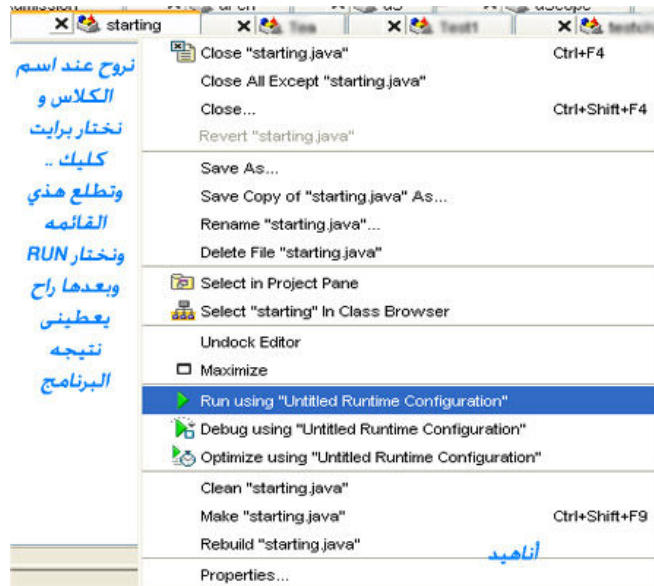 starting
Test1
نروح عند اسم
الكلاس و
نختار برايت
كليك ..
وتطلع هذي
القائمه
ونختار RUN
وبعدها راح
يعطينى
نتيجه
البرنامج
Close "starting.java" Ctrl+F4
Close All Except "starting.java"
Close... Ctrl+Shift+F4
Revert "starting.java"
Save As...
Save Copy of "starting.java" As...
Rename "starting.java"...
Delete File "starting.java"
Select in Project Pane
Select "starting" In Class Browser
Undock Editor
Maximize
Run using "Untitled Runtime Configuration"
Debug using "Untitled Runtime Configuration"
Optimize using "Untitled Runtime Configuration"
Clean "starting.java"
Make "starting.java" Ctrl+Shift+F9
Rebuild "starting.java"
أناهيد
Properties...